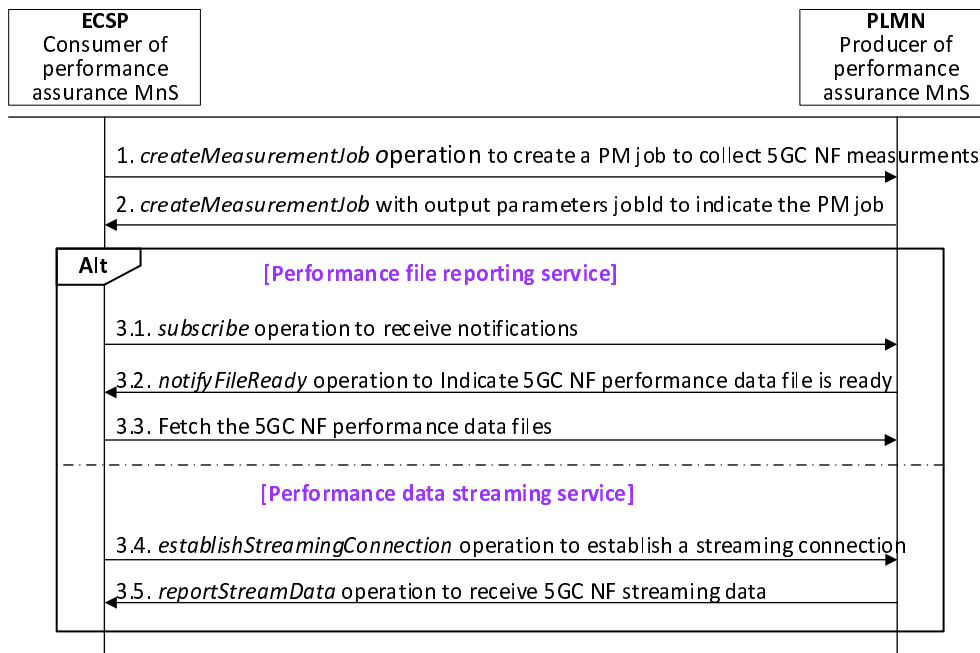 ECSP
Consumer of
performance
assurance MnS
PLMN
Producer of
performance
assurance MnS
1. createMeasurementJob operation to create a PM job to collect 5GC NF measurments
2. createMeasurementJob with output parameters jobId to indicate the PM job
Alt
[Performance file reporting service]
3.1. subscribe operation to receive notifications
3.2. notifyFileReady operation to Indicate 5GC NF performance data file is ready
3.3. Fetch the 5GC NF performance data files
[Performance data streaming service]
3.4. establishStreamingConnection operation to establish a streaming connection
3.5. reportStreamData operation to receive 5GC NF streaming data